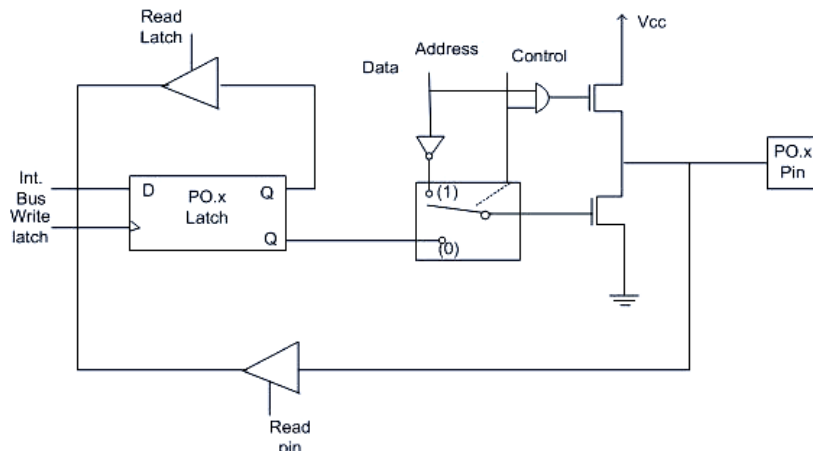 Read
Latch
Vcc
Address
Data
Control
Int.
Bus
Write
latch
D
PO.x
Latch
Q
Q
(1)
(0)
PO.x
Pin
Read
pin